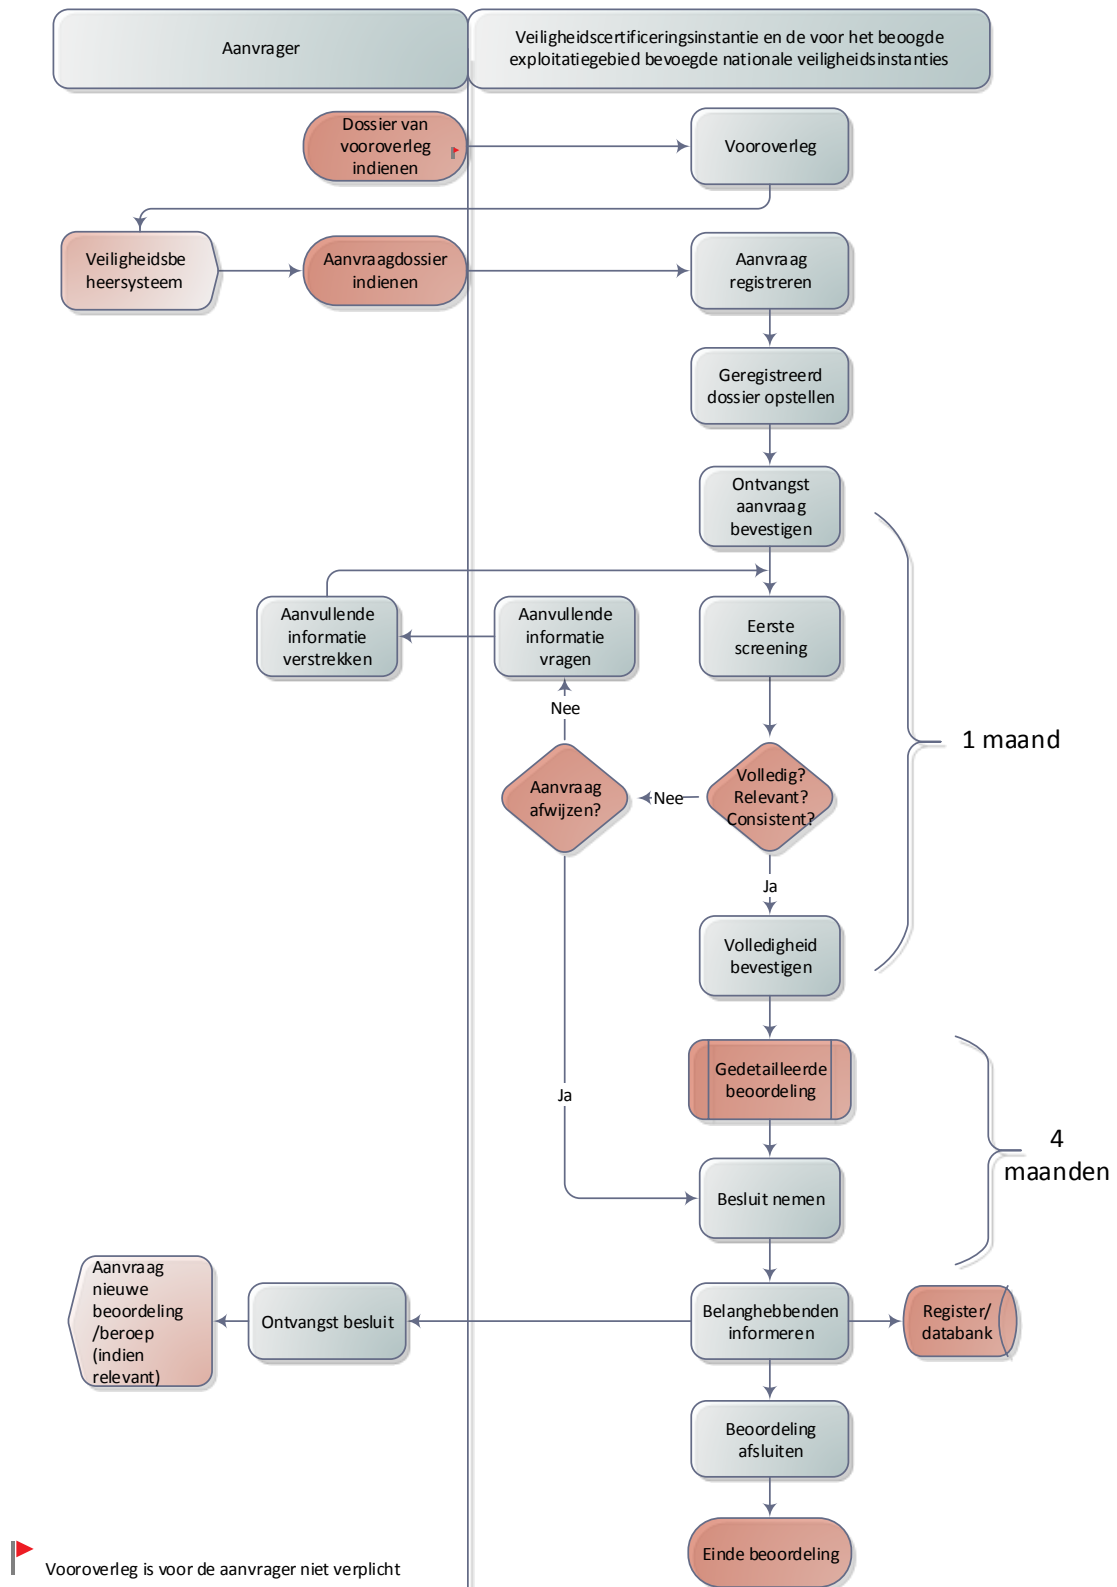 Aanvrager
Veiligheidscertificeringsinstantie en de voor het beoogde
exploitatiegebied bevoegde nationale veiligheidsinstanties
Dossier van
vooroverleg
indienen
Vooroverleg
Veiligheidsbe
heersysteem
Aanvraagdossier
indienen
Aanvraag
registreren
Geregistreerd
dossier opstellen
Ontvangst
aanvraag
bevestigen
Aanvullende
informatie
verstrekken
Aanvullende
informatie
vragen
Eerste
screening
Nee
1 maand
Aanvraag
afwijzen?
Nee
Volledig?
Relevant?
Consistent?
Ja
Volledigheid
bevestigen
Gedetailleerde
beoordeling
Ja
4
maanden
Besluit nemen
Aanvraag
nieuwe
beoordeling
/beroep
(indien
relevant)
Ontvangst besluit
Belanghebbenden
informeren
Register/
databank
Beoordeling
afsluiten
Einde beoordeling
Vooroverleg is voor de aanvrager niet verplicht